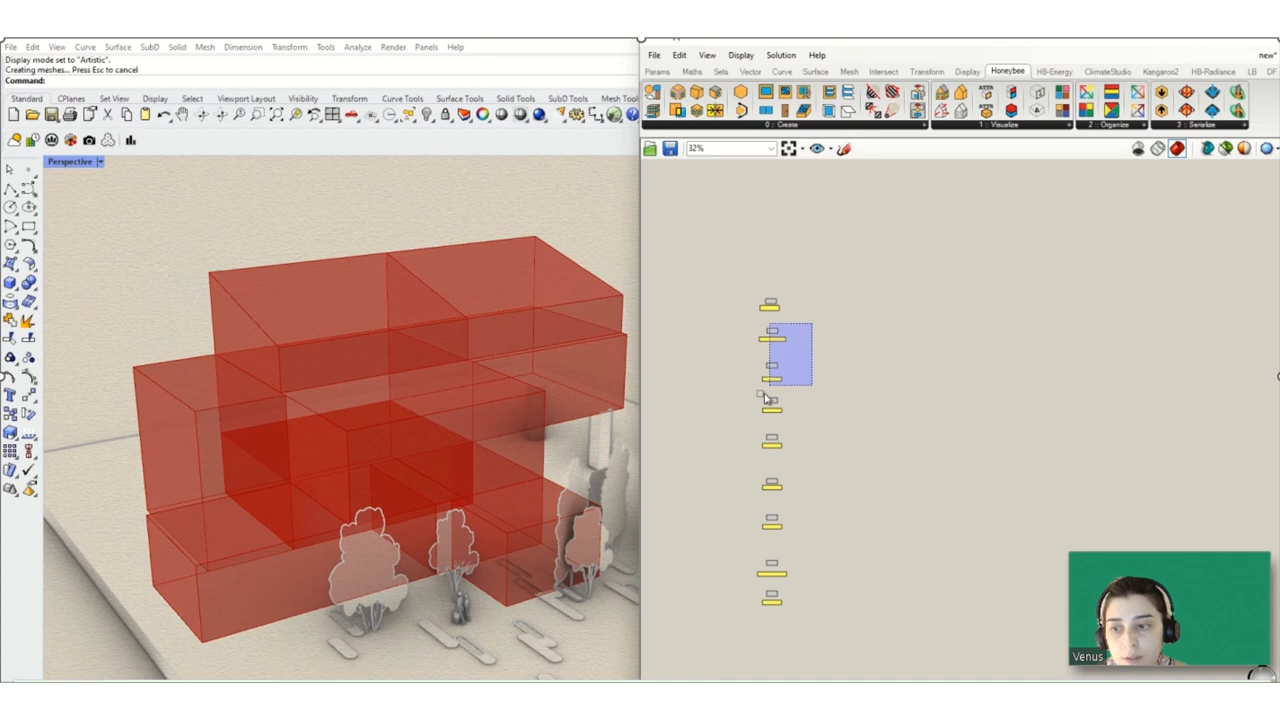 File Edit View Curve Surface SubD Solid Mesh Dimension Transform Tools Analyze Render Panels Help
Display mode set to "Artistic".
Creating meshes... Press Esc to cancel
Command:
Standard CPlanes Set View Display Select Viewport Layout Visibility Transform Curve Tools Surface Tools Solid Tools SubD Tools Mesh Tool
Perspective
File Edit View Display Solution Help
new*
Params Maths Sets Vector Curve Surface Mesh Intersect Transform Display Honeybee HB-Energy ClimateStudio Kangaroo2 HB-Radiance LB DF
0 :: Create 1 :: Visualize 2 :: Organize 3 :: Serialize
32%
Venus